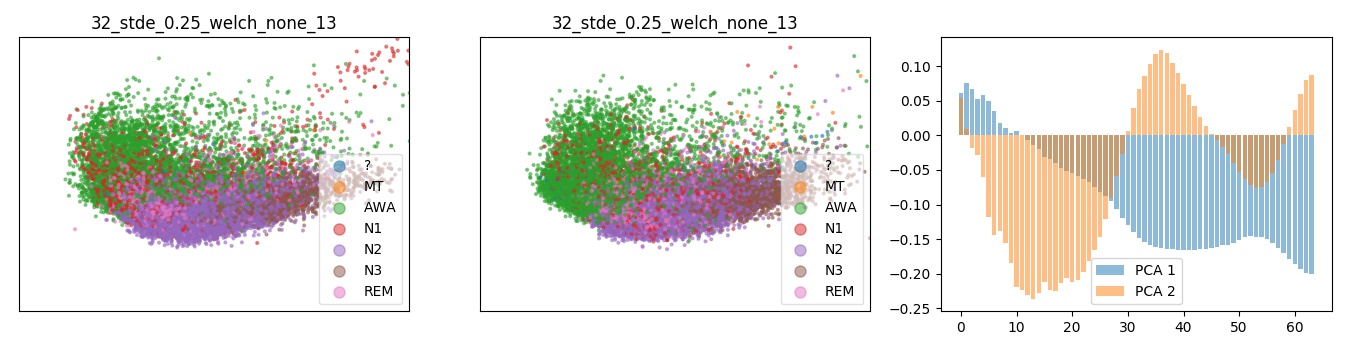 32_stde_0.25_welch_none_13
?
MT
AWA
N1
N2
N3
REM
32_stde_0.25_welch_none_13
?
MT
AWA
N1
N2
N3
REM
0.10
0.05
0.00
−0.05
−0.10
−0.15
−0.20
−0.25
PCA 1
PCA 2
0 10 20 30 40 50 60